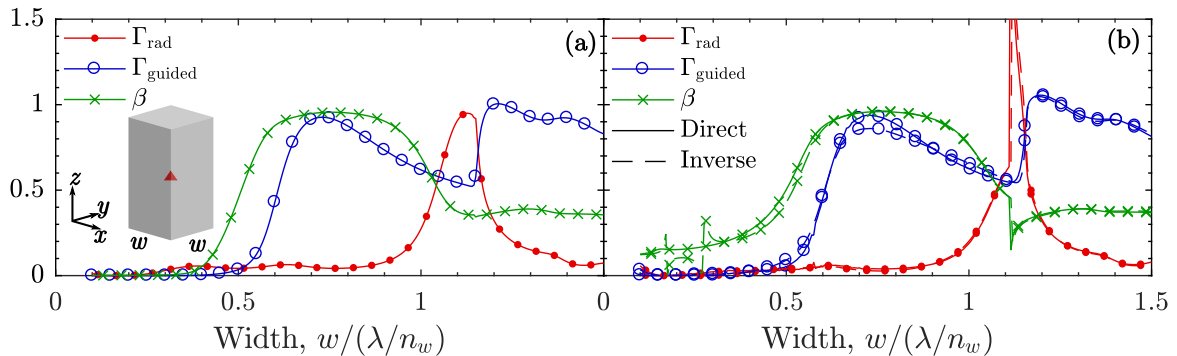 1.5
1
0.5
0
Γrad
Γguided
β
(a)
z
y
x
w
w
0
0.5
1
0
Width, w/(λ/nw)
Γrad
Γguided
β
Direct
Inverse
(b)
0.5
1
1.5
Width, w/(λ/nw)